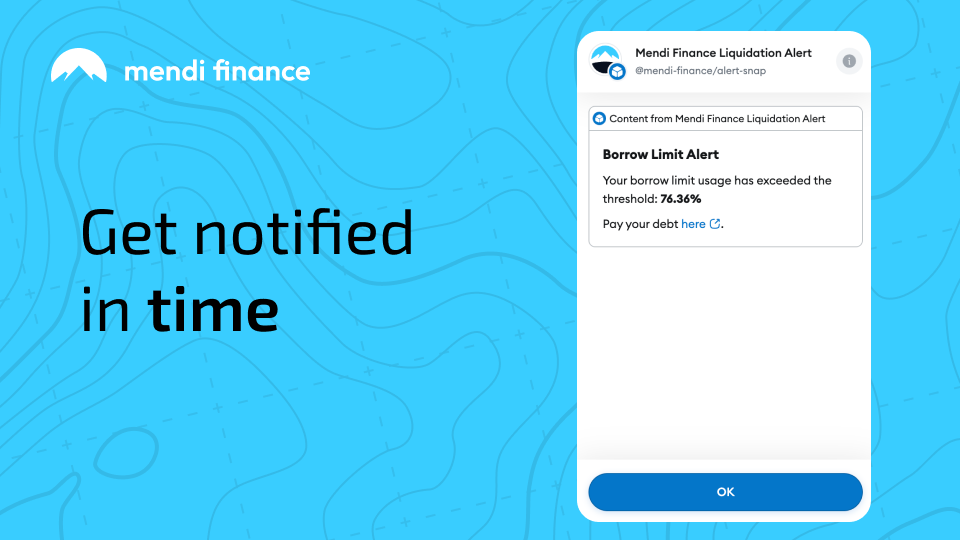 mendi finance
Get notified
in time
Mendi Finance Liquidation Alert
@mendi-finance/alert-snap
Content from Mendi Finance Liquidation Alert
Borrow Limit Alert
Your borrow limit usage has exceeded the
threshold: 76.36%
Pay your debt here.
OK